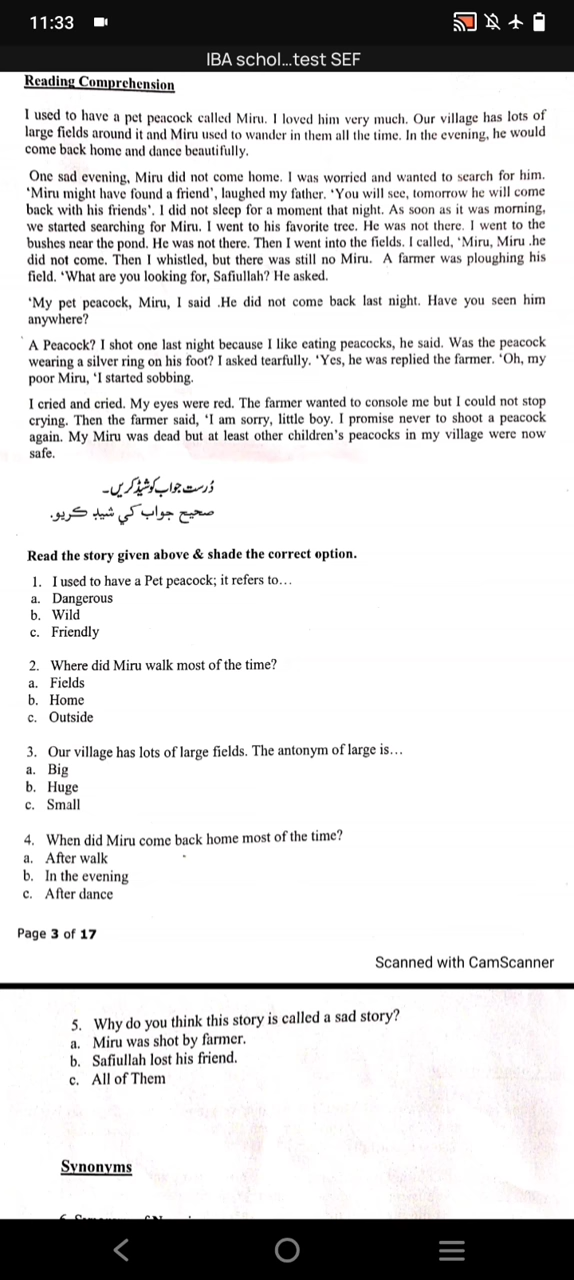 11:33
IBA schol...test SEF
Reading Comprehension
I used to have a pet peacock called Miru. I loved him very much. Our village has lots of
large fields around it and Miru used to wander in them all the time. In the evening, he would
come back home and dance beautifully.
One sad evening, Miru did not come home. I was worried and wanted to search for him.
‘Miru might have found a friend’, laughed my father. ‘You will see, tomorrow he will come
back with his friends’. I did not sleep for a moment that night. As soon as it was morning,
we started searching for Miru. I went to his favorite tree. He was not there. I went to the
bushes near the pond. He was not there. Then I went into the fields. I called, ‘Miru, Miru .he
did not come. Then I whistled, but there was still no Miru. A farmer was ploughing his
field. ‘What are you looking for, Safiullah? He asked.
‘My pet peacock, Miru, I said .He did not come back last night. Have you seen him
anywhere?
A Peacock? I shot one last night because I like eating peacocks, he said. Was the peacock
wearing a silver ring on his foot? I asked tearfully. ‘Yes, he was replied the farmer. ‘Oh, my
poor Miru, ‘I started sobbing.
I cried and cried. My eyes were red. The farmer wanted to console me but I could not stop
crying. Then the farmer said, ‘I am sorry, little boy. I promise never to shoot a peacock
again. My Miru was dead but at least other children’s peacocks in my village were now
safe.
دُرست جواب کو شیڈ کریں۔
صحيح جواب کي شيڊ ڪريو.
Read the story given above & shade the correct option.
1. I used to have a Pet peacock; it refers to…
a. Dangerous
b. Wild
c. Friendly
2. Where did Miru walk most of the time?
a. Fields
b. Home
c. Outside
3. Our village has lots of large fields. The antonym of large is…
a. Big
b. Huge
c. Small
4. When did Miru come back home most of the time?
a. After walk
b. In the evening
c. After dance
Page 3 of 17
Scanned with CamScanner
5. Why do you think this story is called a sad story?
a. Miru was shot by farmer.
b. Safiullah lost his friend.
c. All of Them
Synonyms